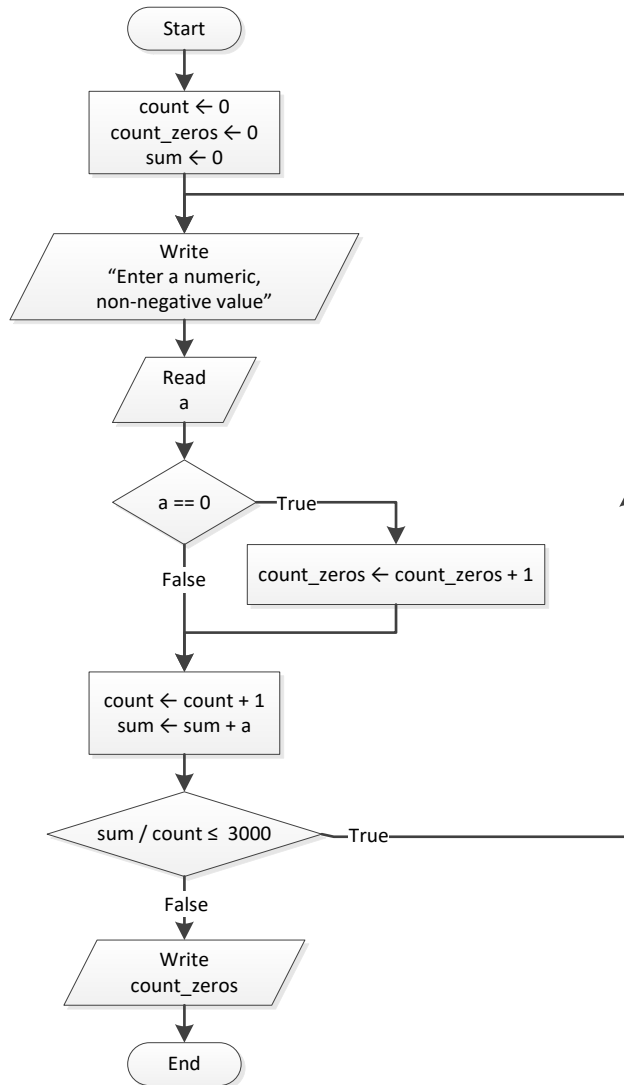 Start
count ← 0
count_zeros ← 0
sum ← 0
Write
“Enter a numeric,
non-negative value”
Read
a
a == 0
True
False
count_zeros ← count_zeros + 1
count ← count + 1
sum ← sum + a
sum / count ≤ 3000
True
False
Write
count_zeros
End